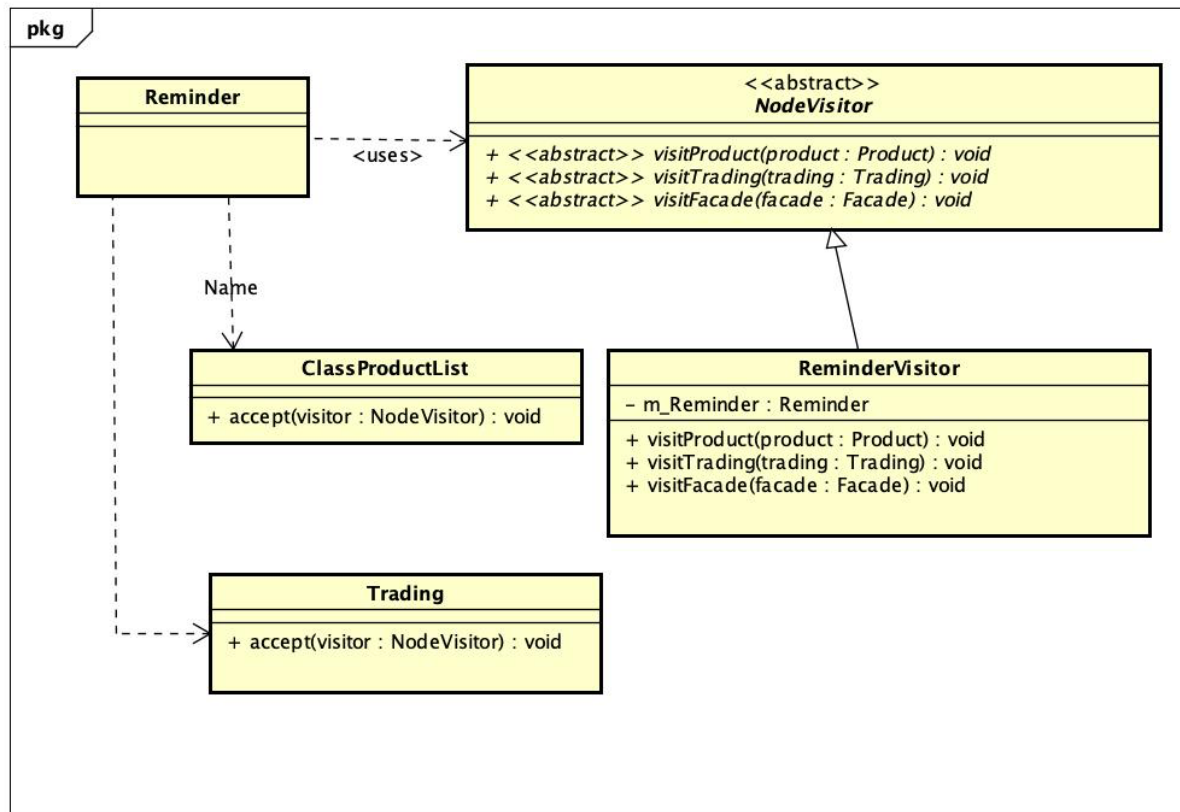 pkg
Reminder
<<abstract>>
NodeVisitor
+ <<abstract>> visitProduct(product : Product) : void
+ <<abstract>> visitTrading(trading : Trading) : void
+ <<abstract>> visitFacade(facade : Facade) : void
<uses>
Name
ClassProductList
+ accept(visitor : NodeVisitor) : void
ReminderVisitor
- m_Reminder : Reminder
+ visitProduct(product : Product) : void
+ visitTrading(trading : Trading) : void
+ visitFacade(facade : Facade) : void
Trading
+ accept(visitor : NodeVisitor) : void